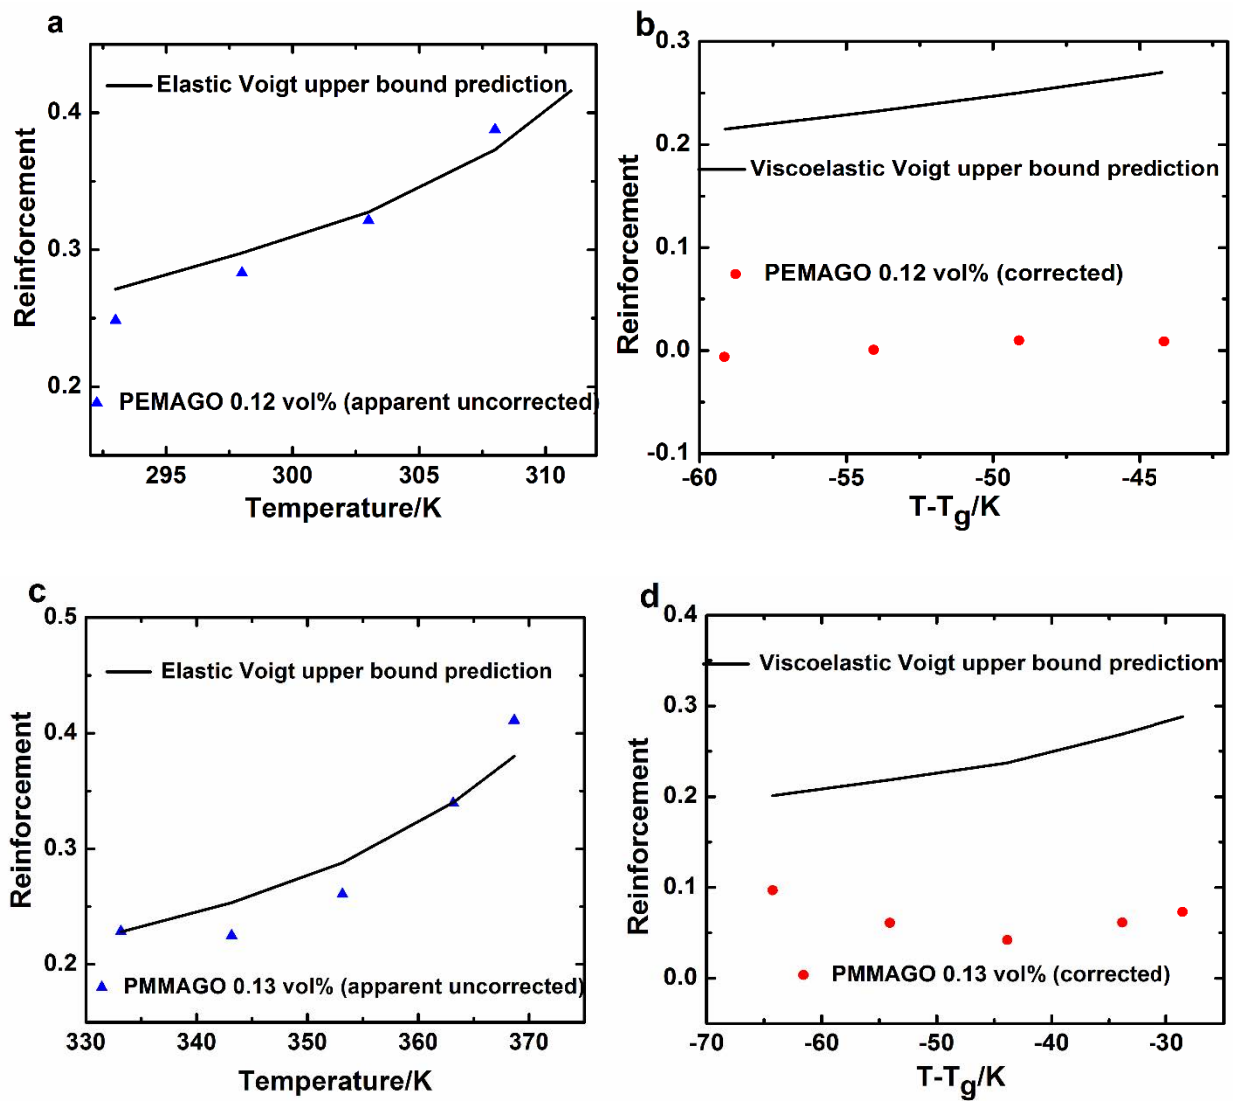 a
Elastic Voigt upper bound prediction
0.4
0.3
0.2
Reinforcement
PEMAGO 0.12 vol% (apparent uncorrected)
295
300
305
310
Temperature/K
b
0.3
0.2
0.1
0.0
-0.1
Reinforcement
Viscoelastic Voigt upper bound prediction
PEMAGO 0.12 vol% (corrected)
-60
-55
-50
-45
T-Tg/K
c
0.5
0.4
0.3
0.2
Reinforcement
Elastic Voigt upper bound prediction
PMMAGO 0.13 vol% (apparent uncorrected)
330
340
350
360
370
Temperature/K
d
0.4
0.3
0.2
0.1
0.0
Reinforcement
Viscoelastic Voigt upper bound prediction
PMMAGO 0.13 vol% (corrected)
-70
-60
-50
-40
-30
T-Tg/K